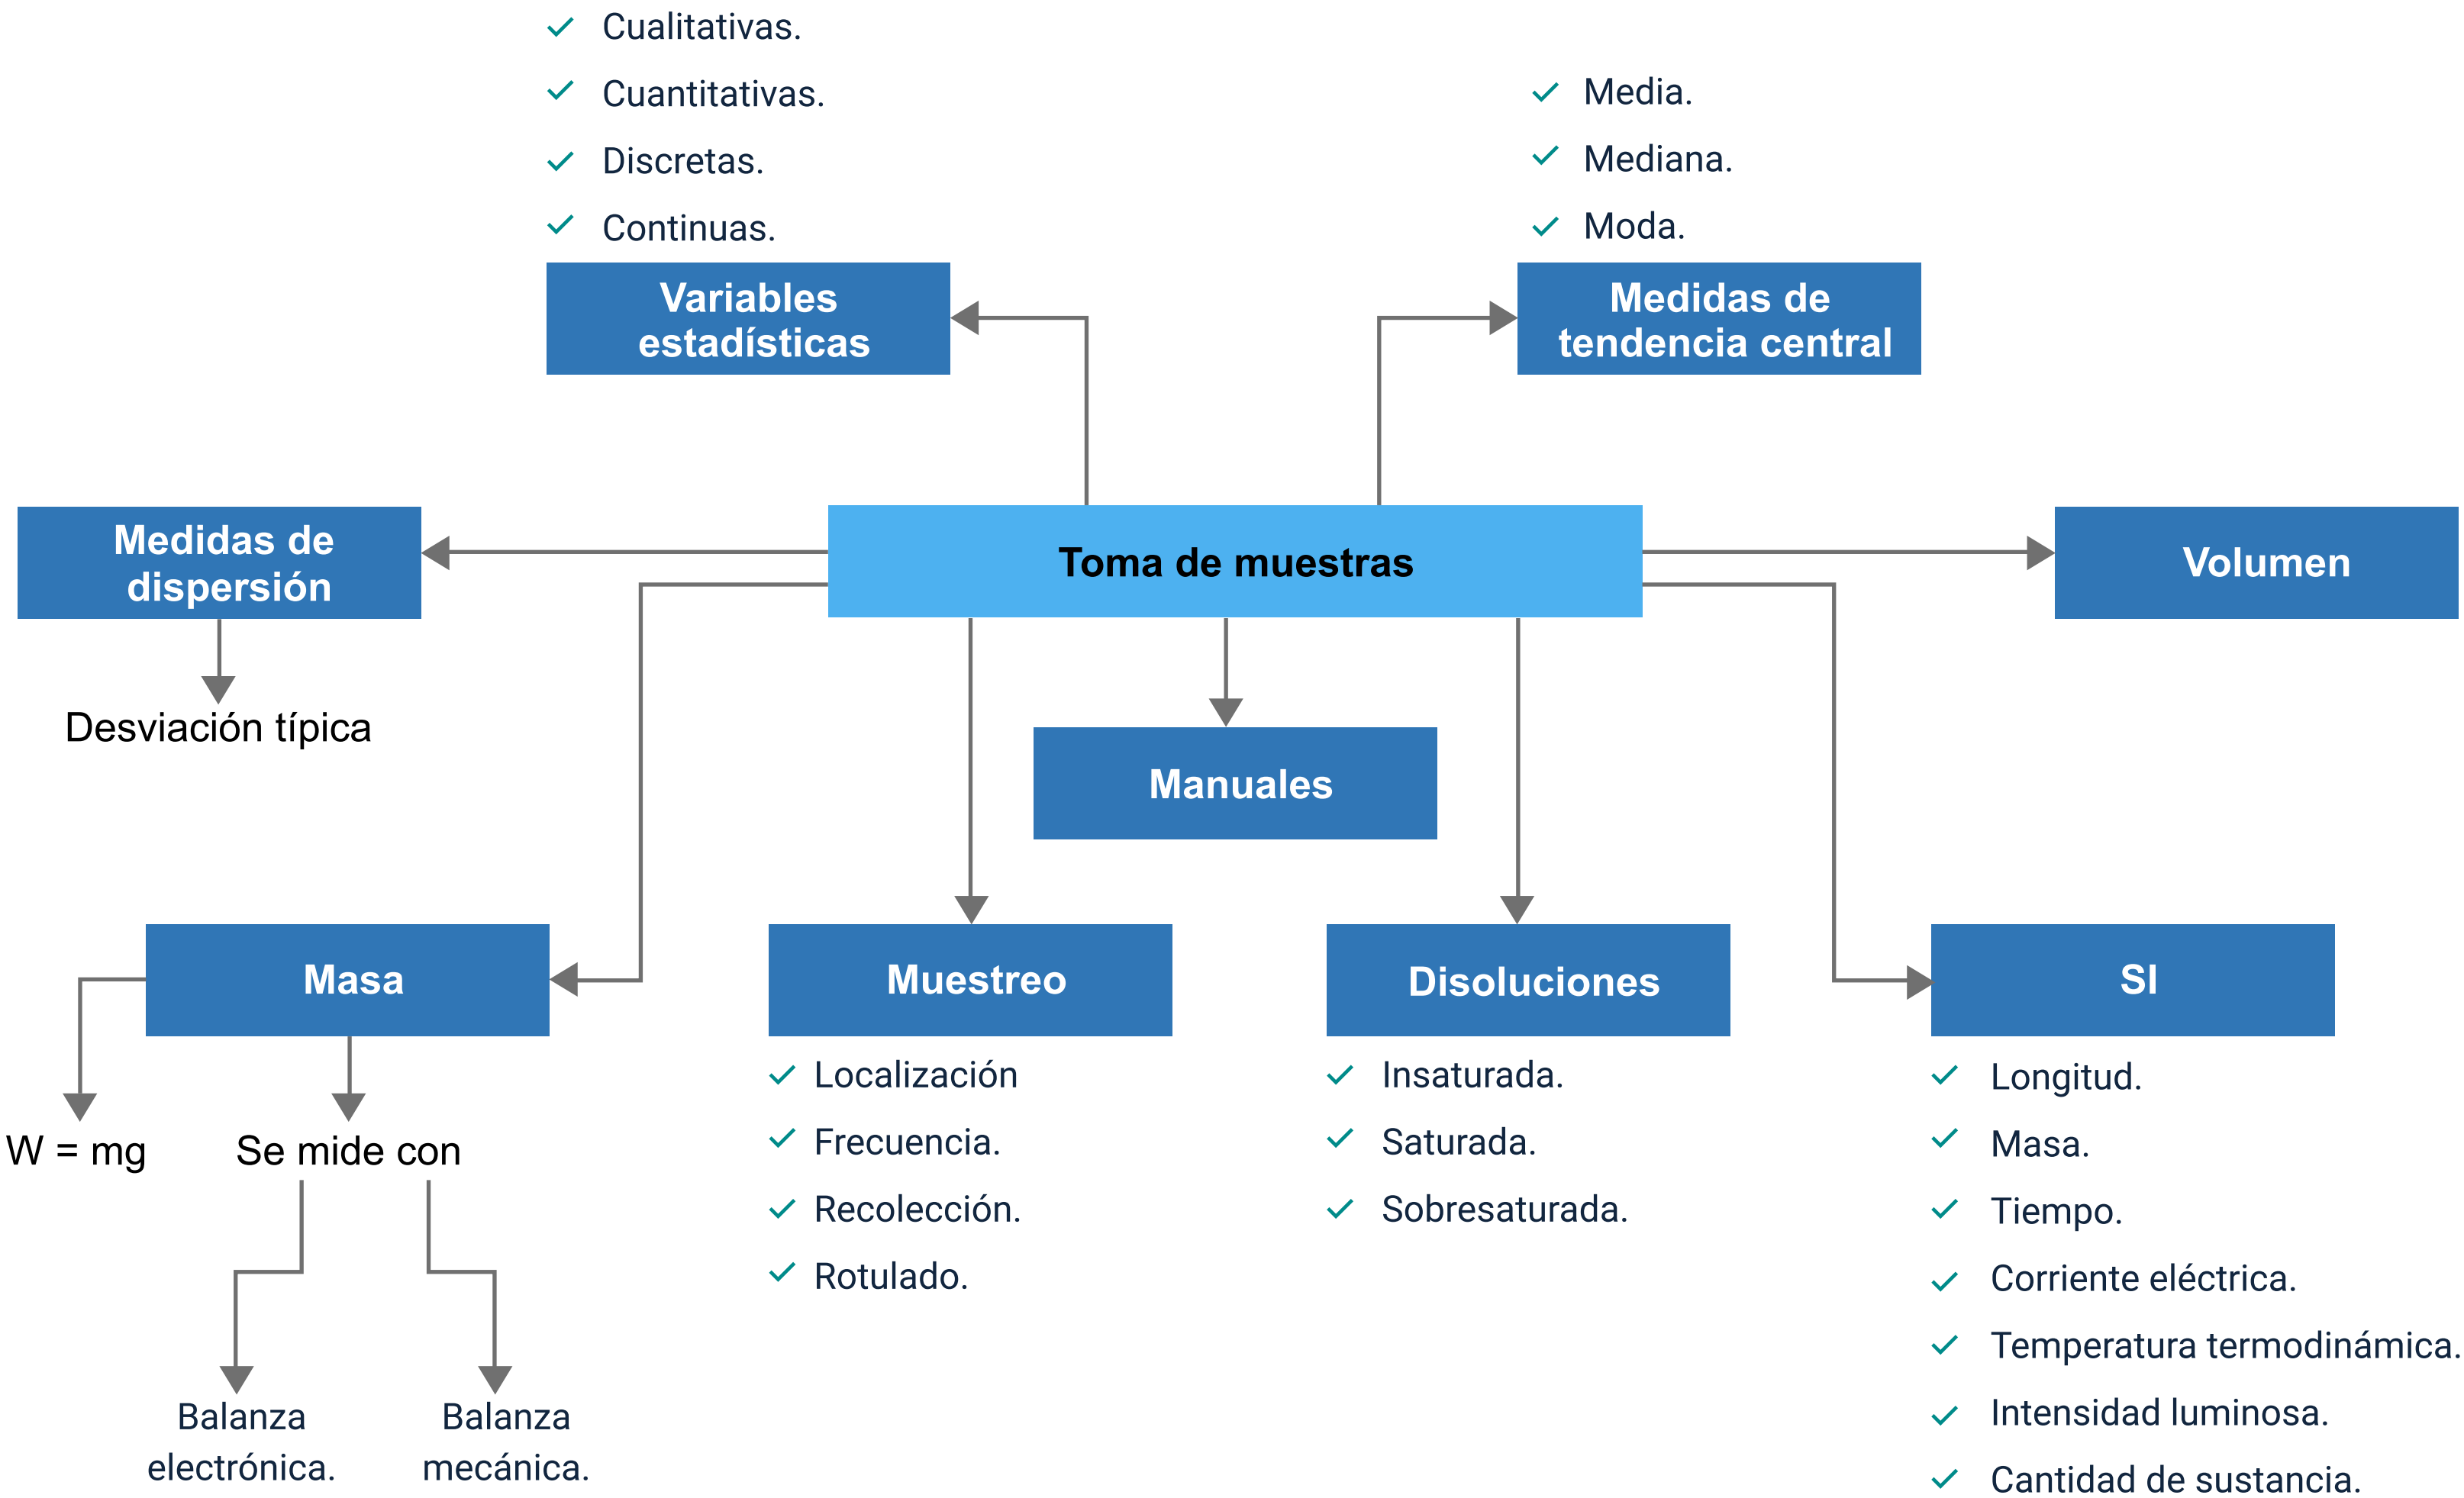 Cualitativas.
Cuantitativas.
Discretas.
Continuas.
Media.
Mediana.
Moda.
Variables
estadísticas
Medidas de
tendencia central
Medidas de
dispersión
Toma de muestras
Volumen
Desviación típica
Manuales
Masa
Muestreo
Disoluciones
SI
W = mg
Se mide con
Balanza
electrónica.
Balanza
mecánica.
Localización
Frecuencia.
Recolección.
Rotulado.
Insaturada.
Saturada.
Sobresaturada.
Longitud.
Masa.
Tiempo.
Corriente eléctrica.
Temperatura termodinámica.
Intensidad luminosa.
Cantidad de sustancia.